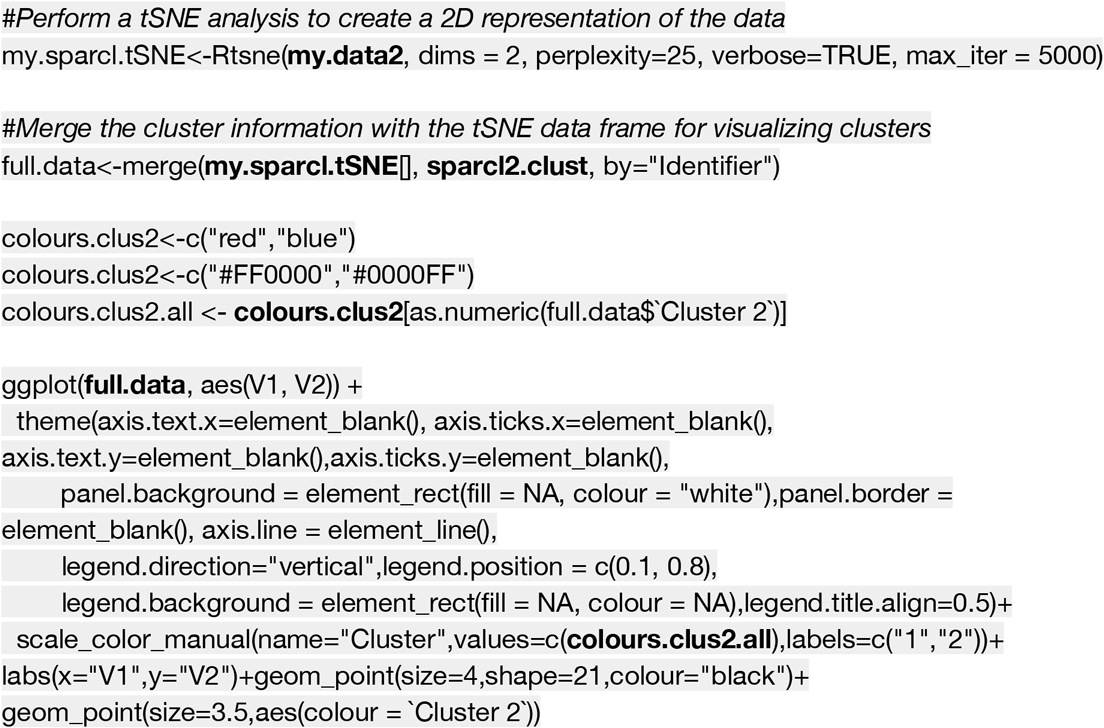 #Perform a tSNE analysis to create a 2D representation of the data
my.sparcl.tSNE<-Rtsne(my.data2, dims = 2, perplexity=25, verbose=TRUE, max_iter = 5000)
#Merge the cluster information with the tSNE data frame for visualizing clusters
full.data<-merge(my.sparcl.tSNE[], sparcl2.clust, by="Identifier")
colours.clus2<-c("red","blue")
colours.clus2<-c("#FF0000","#0000FF")
colours.clus2.all <- colours.clus2[as.numeric(full.data$`Cluster 2`)]
ggplot(full.data, aes(V1, V2)) +
theme(axis.text.x=element_blank(), axis.ticks.x=element_blank(),
axis.text.y=element_blank(),axis.ticks.y=element_blank(),
panel.background = element_rect(fill = NA, colour = "white"),panel.border =
element_blank(), axis.line = element_line(),
legend.direction="vertical",legend.position = c(0.1, 0.8),
legend.background = element_rect(fill = NA, colour = NA),legend.title.align=0.5)+
scale_color_manual(name="Cluster",values=c(colours.clus2.all),labels=c("1","2"))+
labs(x="V1",y="V2")+geom_point(size=4,shape=21,colour="black")+
geom_point(size=3.5,aes(colour = `Cluster 2`))